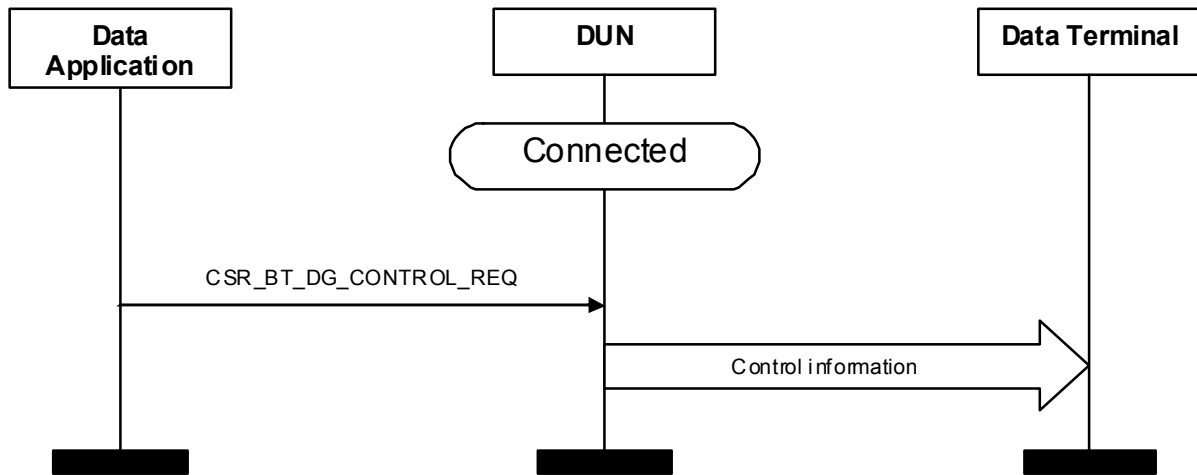 Data
Application
DUN
Data Terminal
Connected
CSR_BT_DG_CONTROL_REQ
Control information